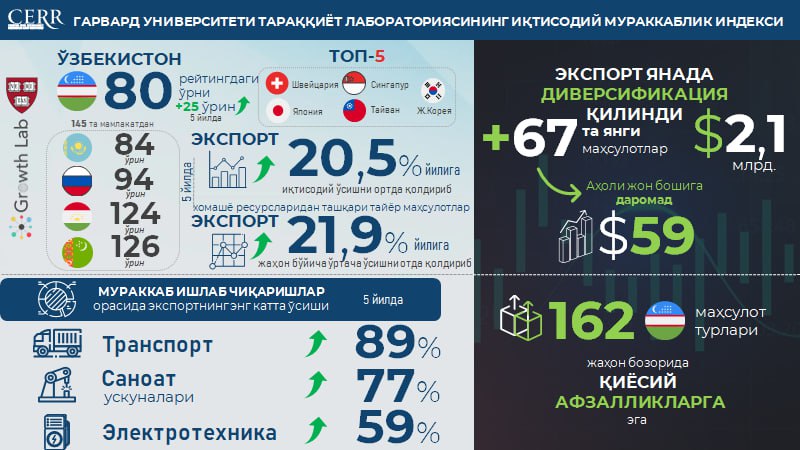 CERR
ГАРВАРД УНИВЕРСИТЕТИ ТАРАҚҚИЁТ ЛАБОРАТОРИЯСИНИНГ ИҚТИСОДИЙ МУРАККАБЛИК ИНДЕКСИ
Growth Lab
ЎЗБЕКИСТОН
80
рейтингдаги
ўрни
+25 ўрин
5 йилда
145 та мамлакатдан
84
ўрин
94
ўрин
124
ўрин
126
ўрин
ТОП-5
Швейцария
Сингапур
Япония
Тайван
Ж.Корея
5 йилда
ЭКСПОРТ
20,5% йилига
иқтисодий ўсишни ортда қолдириб
хомашё ресурсларидан ташқари тайёр маҳсулотлар
ЭКСПОРТ
21,9% йилига
жаҳон бўйича ўртача ўсишни отда қолдириб
МУРАККАБ ИШЛАБ ЧИҚАРИШЛАР
орасида экспортнинг энг катта ўсиши
5 йилда
Транспорт
89%
Саноат
ускуналари
77%
Электротехника
59%
ЭКСПОРТ ЯНАДА
ДИВЕРСИФИКАЦИЯ
ҚИЛИНДИ
+67 та янги
маҳсулотлар
$2,1
млрд.
Аҳоли жон бошига
даромад
$59
162
маҳсулот
турлари
жаҳон бозорида
ҚИЁСИЙ
АФЗАЛЛИКЛАРГА
эга